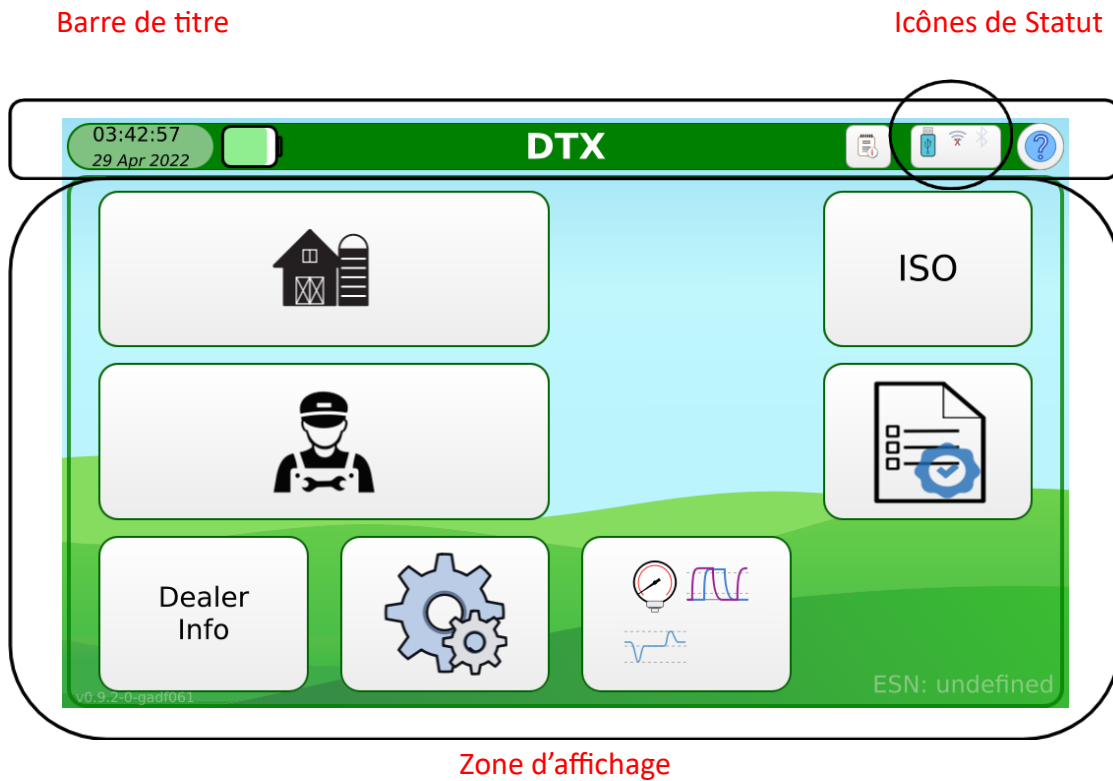 Barre de titre
Icônes de Statut
03:42:57
29 Apr 2022
DTX
?
ISO
Dealer
Info
v0.9.2-0-gadf061
ESN: undefined
Zone d’affichage